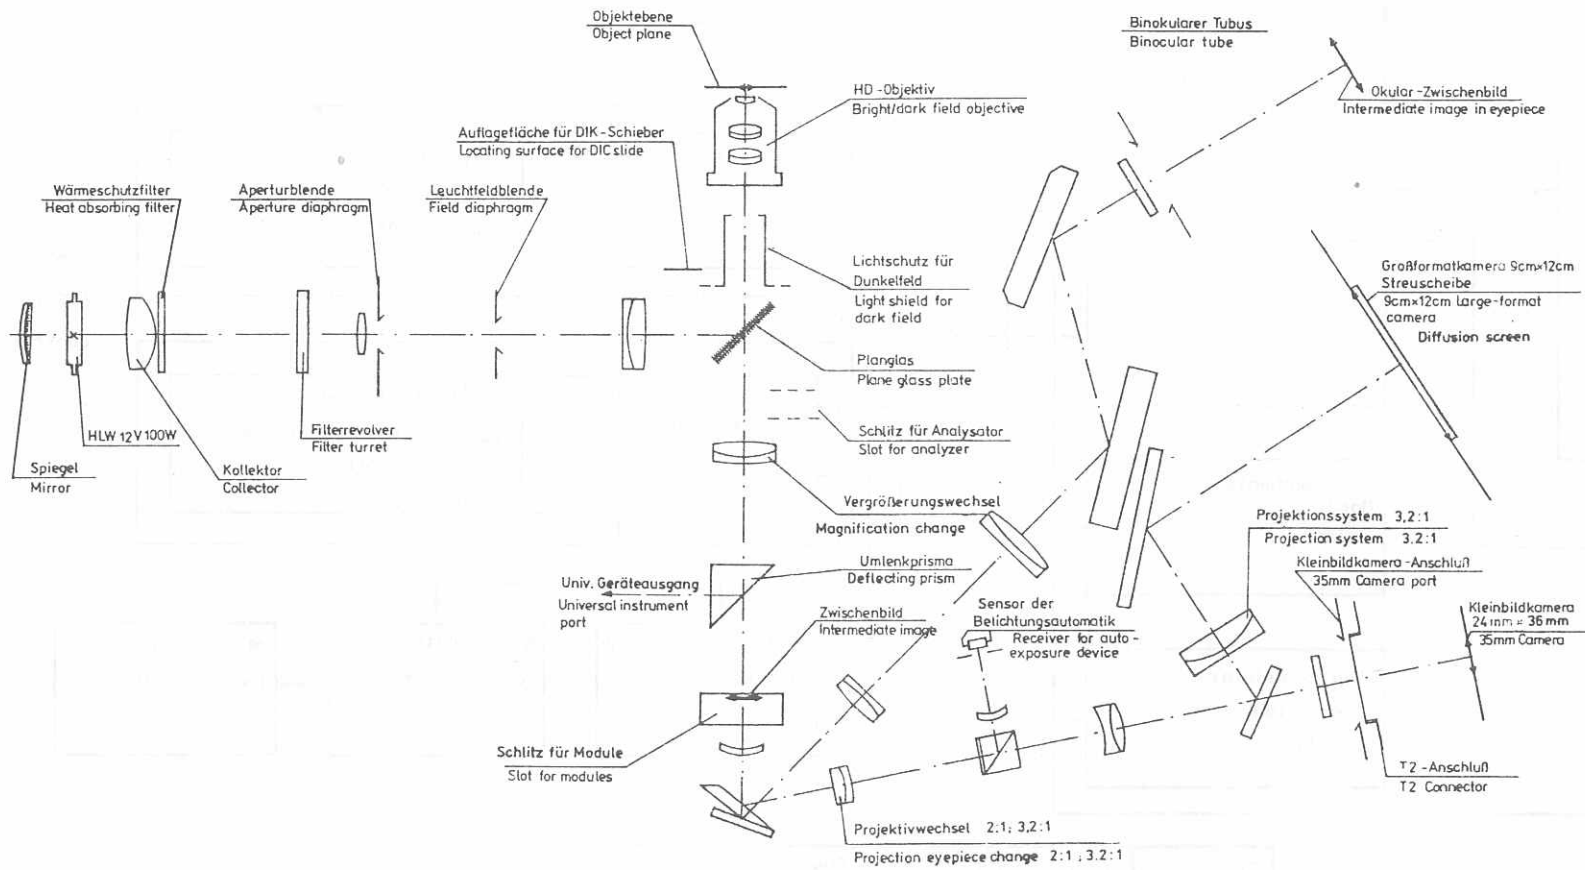 Objektebene
Object plane
Binokularer Tubus
Binocular tube
HD-Objektiv
Bright/dark field objective
Okular-Zwischenbild
Intermediate image in eyepiece
Auflagefläche für DIK-Schieber
Locating surface for DIC slide
Wärmeschutzfilter
Heat absorbing filter
Aperturblende
Aperture diaphragm
Leuchtfeldblende
Field diaphragm
Lichtschutz für
Dunkelfeld
Light shield for
dark field
Großformatkamera 9cm×12cm
Streuscheibe
9cm×12cm Large-format
camera
Diffusion screen
Planglas
Plane glass plate
HLW 12V 100W
Filterrevolver
Filter turret
Schlitz für Analysator
Slot for analyzer
Spiegel
Mirror
Kollektor
Collector
Vergrößerungswechsel
Magnification change
Projektionssystem 3,2:1
Projection system 3,2:1
Umlenkprisma
Deflecting prism
Kleinbildkamera-Anschluß
35mm Camera port
Univ. Geräteausgang
Universal instrument
port
Zwischenbild
Intermediate image
Sensor der
Belichtungsautomatik
Receiver for auto-
exposure device
Kleinbildkamera
24mm × 36mm
35mm Camera
Schlitz für Module
Slot for modules
T2-Anschluß
T2 Connector
Projektivwechsel 2:1; 3,2:1
Projection eyepiece change 2:1; 3.2:1